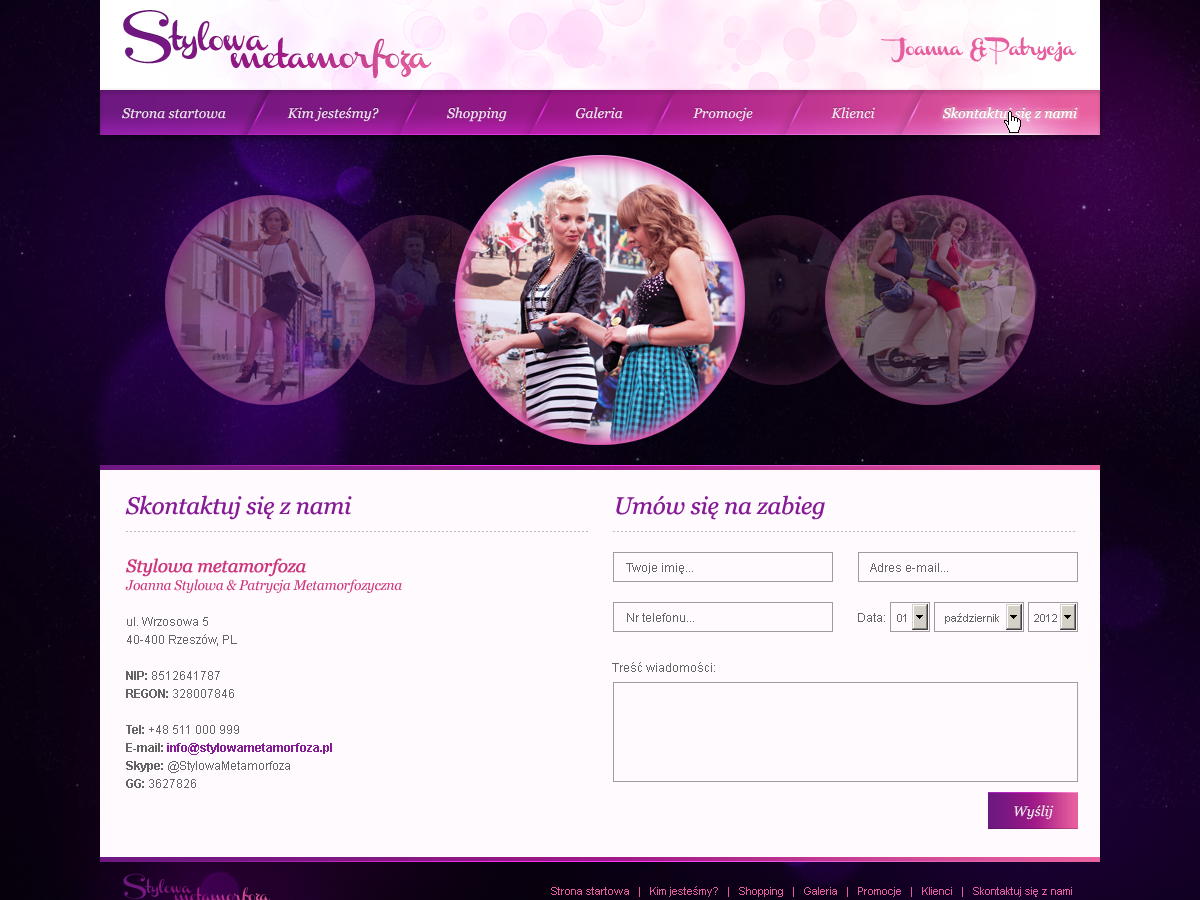 Stylowa
metamorfoza
Joanna & Patrycja
Strona startowa Kim jesteśmy? Shopping Galeria Promocje Klienci Skontaktuj się z nami
Skontaktuj się z nami
Stylowa metamorfoza
Joanna Stylowa & Patrycja Metamorfozyczna
ul. Wrzosowa 5
40-400 Rzeszów, PL
NIP: 8512641787
REGON: 328007846
Tel: +48 511 000 999
E-mail: info@stylowametamorfoza.pl
Skype: @StylowaMetamorfoza
GG: 3627826
Umów się na zabieg
Twoje imię... Adres e-mail...
Nr telefonu... Data: 01 październik 2012
Treść wiadomości:
Wyślij
Stylowa
metamorfoza
Strona startowa | Kim jesteśmy? | Shopping | Galeria | Promocje | Klienci | Skontaktuj się z nami